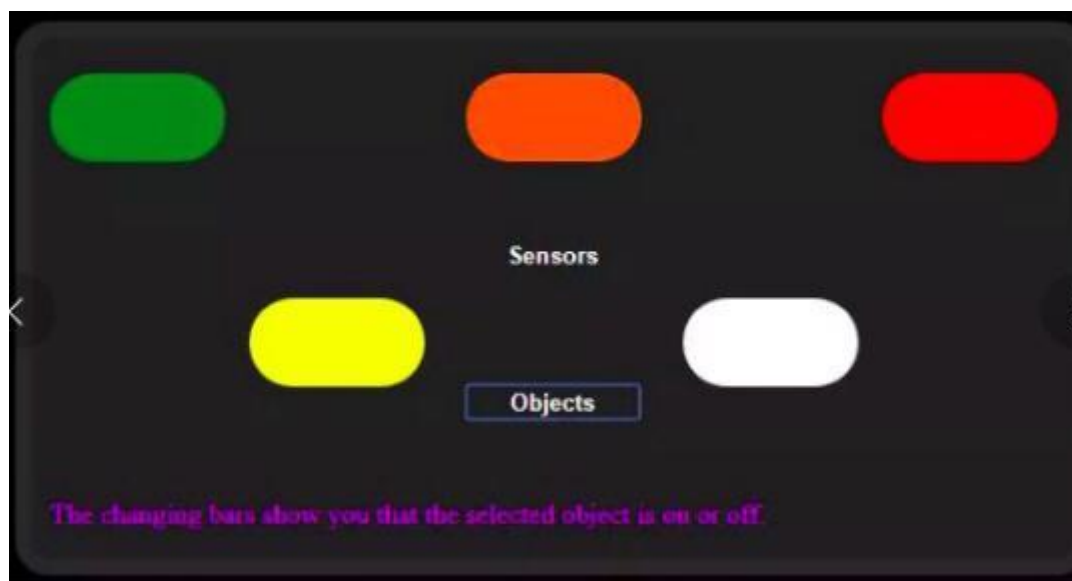 Sensors
Objects
The changing bars show you that the selected object is on or off.